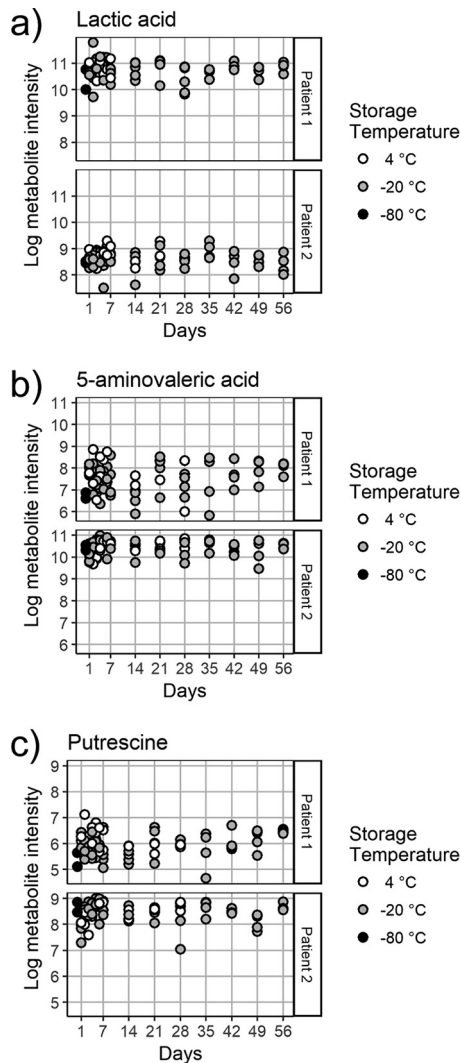 a) Lactic acid
Log metabolite intensity
11
10
9
8
Patient 1
11
10
9
8
Patient 2
1 7 14 21 28 35 42 49 56
Days
Storage
Temperature
4 °C
-20 °C
-80 °C
b) 5-aminovaleric acid
Log metabolite intensity
11
10
9
8
7
6
Patient 1
11
10
9
8
7
6
Patient 2
1 7 14 21 28 35 42 49 56
Days
Storage
Temperature
4 °C
-20 °C
-80 °C
c) Putrescine
Log metabolite intensity
9
8
7
6
5
Patient 1
9
8
7
6
5
Patient 2
1 7 14 21 28 35 42 49 56
Days
Storage
Temperature
4 °C
-20 °C
-80 °C